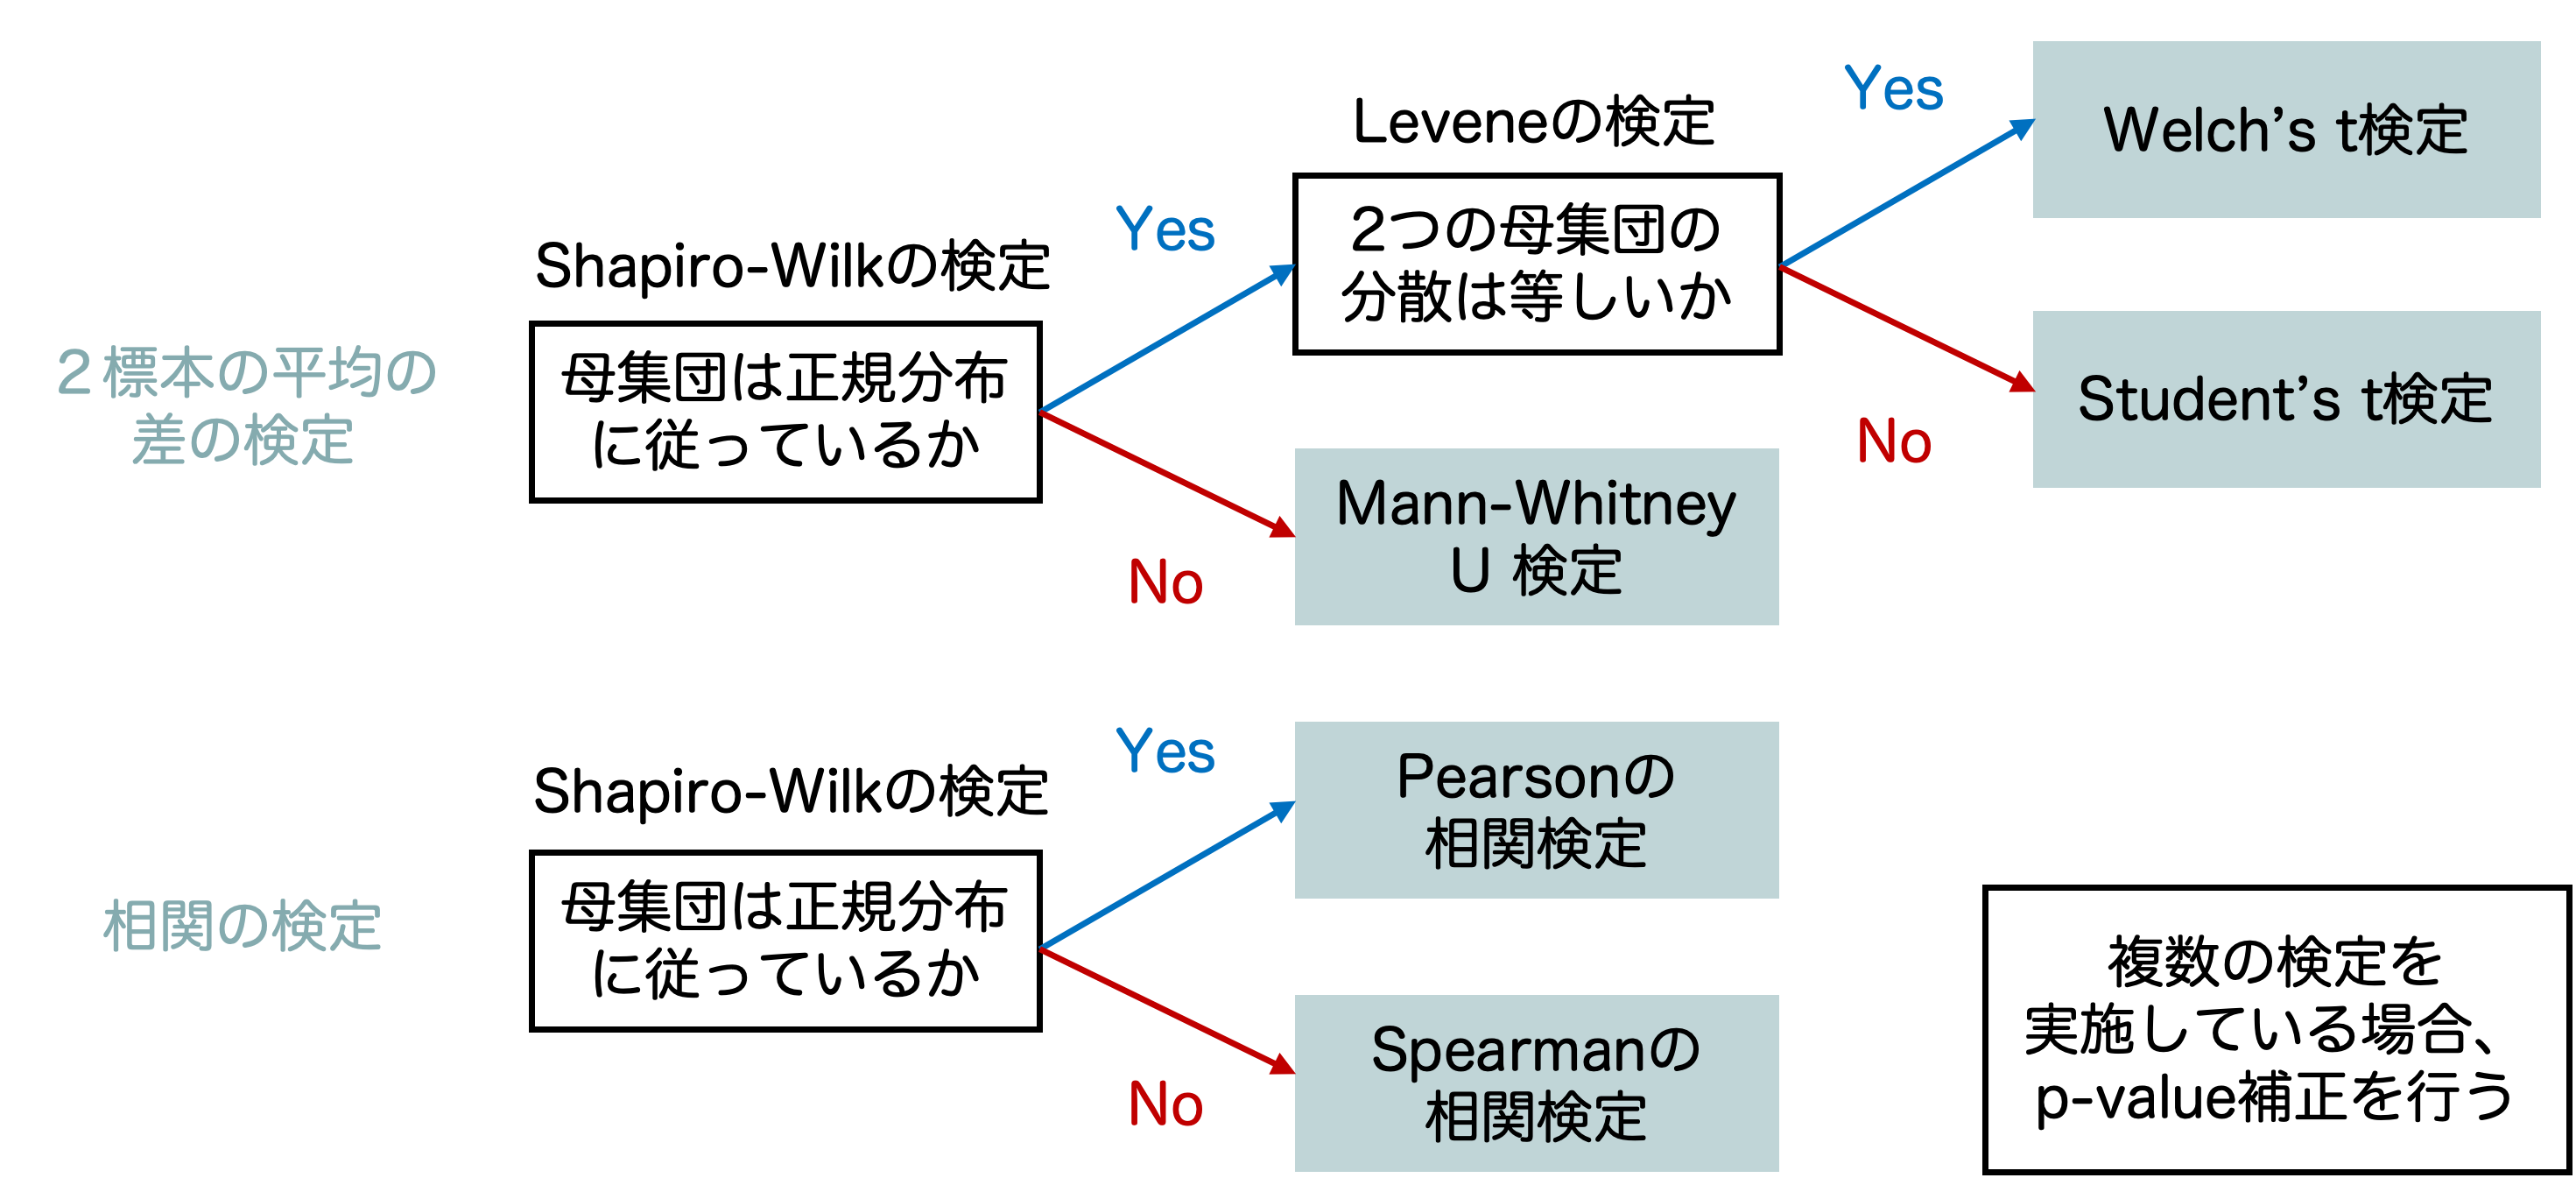 ２標本の平均の
差の検定
Shapiro-Wilkの検定
母集団は正規分布
に従っているか
Yes
No
Leveneの検定
2つの母集団の
分散は等しいか
Mann-Whitney
U 検定
Yes
No
Welch’s t検定
Student’s t検定
相関の検定
Shapiro-Wilkの検定
母集団は正規分布
に従っているか
Yes
No
Pearsonの
相関検定
Spearmanの
相関検定
複数の検定を
実施している場合、
p-value補正を行う